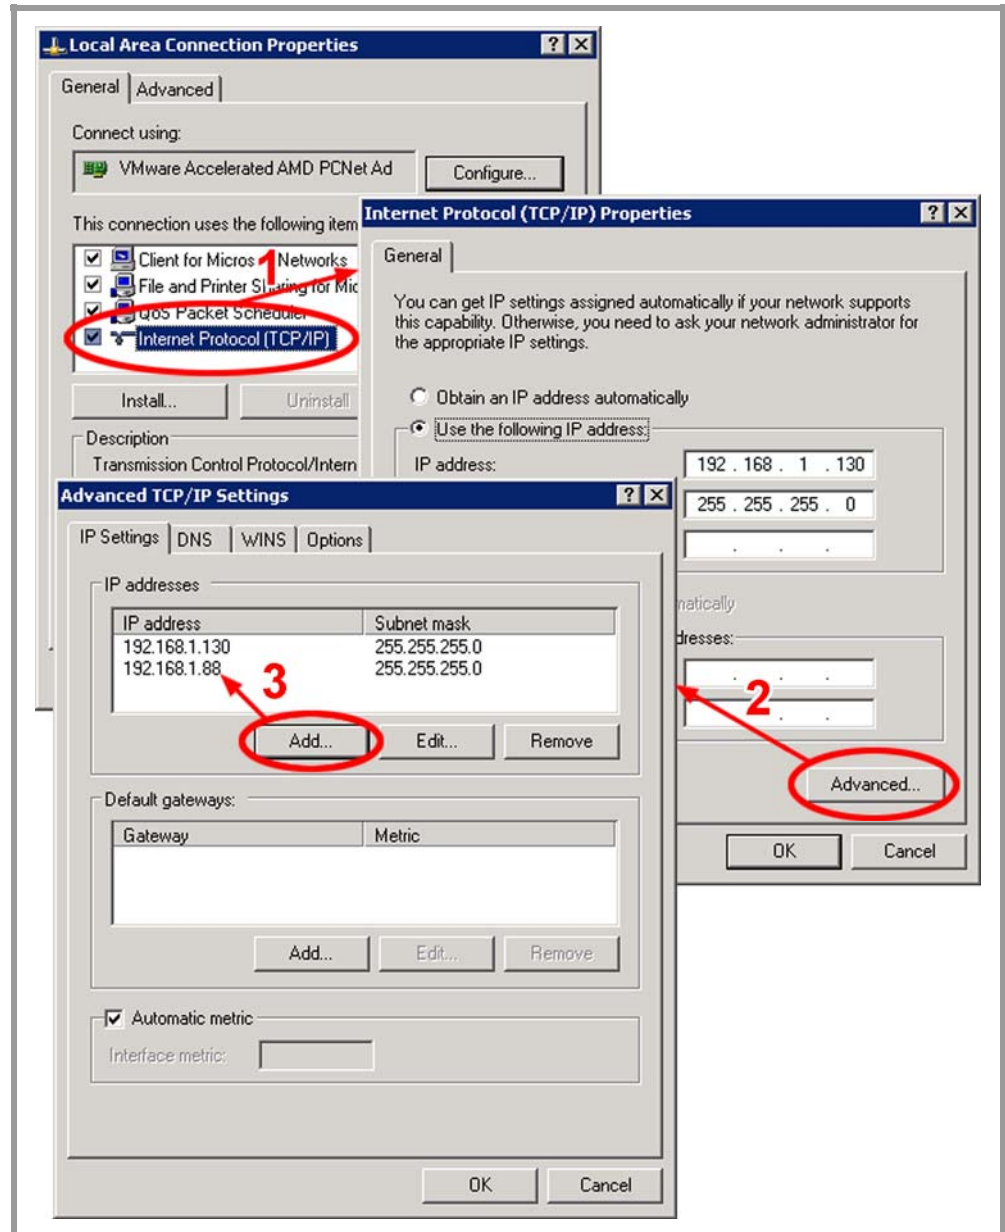 Local Area Connection Properties
General
Advanced
Connect using:
VMware Accelerated AMD PCNet Ad
Configure...
This connection uses the following item
Client for Micros Networks
File and Printer Sharing for Mic
QoS Packet Scheduler
Internet Protocol (TCP/IP)
1
Install...
Uninstall
Description
Transmission Control Protocol/Intern
Internet Protocol (TCP/IP) Properties
General
You can get IP settings assigned automatically if your network supports
this capability. Otherwise, you need to ask your network administrator for
the appropriate IP settings.
Obtain an IP address automatically
Use the following IP address:
IP address:
192 . 168 . 1 . 130
255 . 255 . 255 . 0
. . .
matically
dresses:
. . .
. . .
2
Advanced...
OK
Cancel
Advanced TCP/IP Settings
IP Settings
DNS
WINS
Options
IP addresses
IP address Subnet mask
192.168.1.130 255.255.255.0
192.168.1.88 255.255.255.0
3
Add...
Edit...
Remove
Default gateways:
Gateway Metric
Add...
Edit...
Remove
Automatic metric
Interface metric:
OK
Cancel